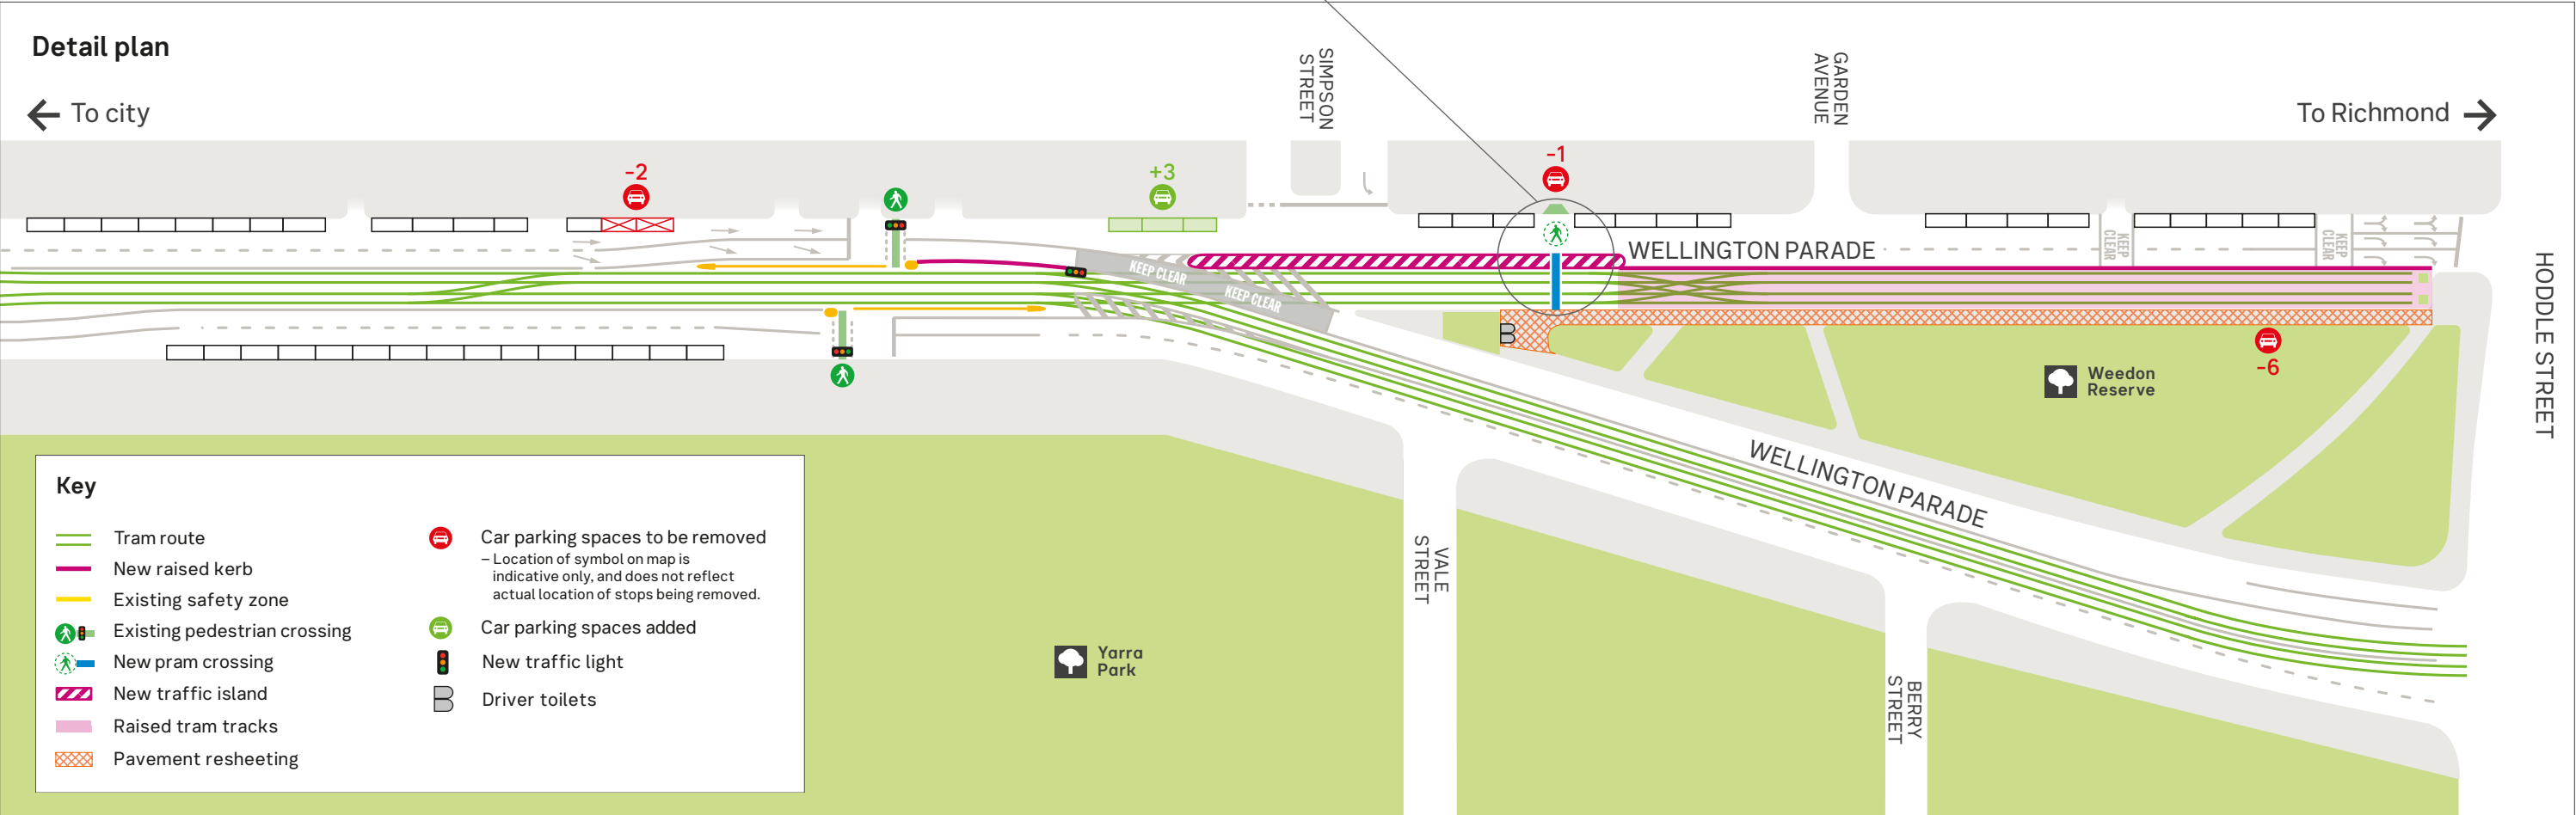 Detail plan
To city
To Richmond
SIMPSON
STREET
GARDEN
AVENUE
-2
+3
-1
WELLINGTON PARADE
KEEP CLEAR
KEEP CLEAR
KEEP
CLEAR
KEEP
CLEAR
HODDLE STREET
-6
Weedon
Reserve
WELLINGTON PARADE
VALE
STREET
BERRY
STREET
Yarra
Park
Key
Tram route
New raised kerb
Existing safety zone
Existing pedestrian crossing
New pram crossing
New traffic island
Raised tram tracks
Pavement resheeting
Car parking spaces to be removed
– Location of symbol on map is
indicative only, and does not reflect
actual location of stops being removed.
Car parking spaces added
New traffic light
Driver toilets